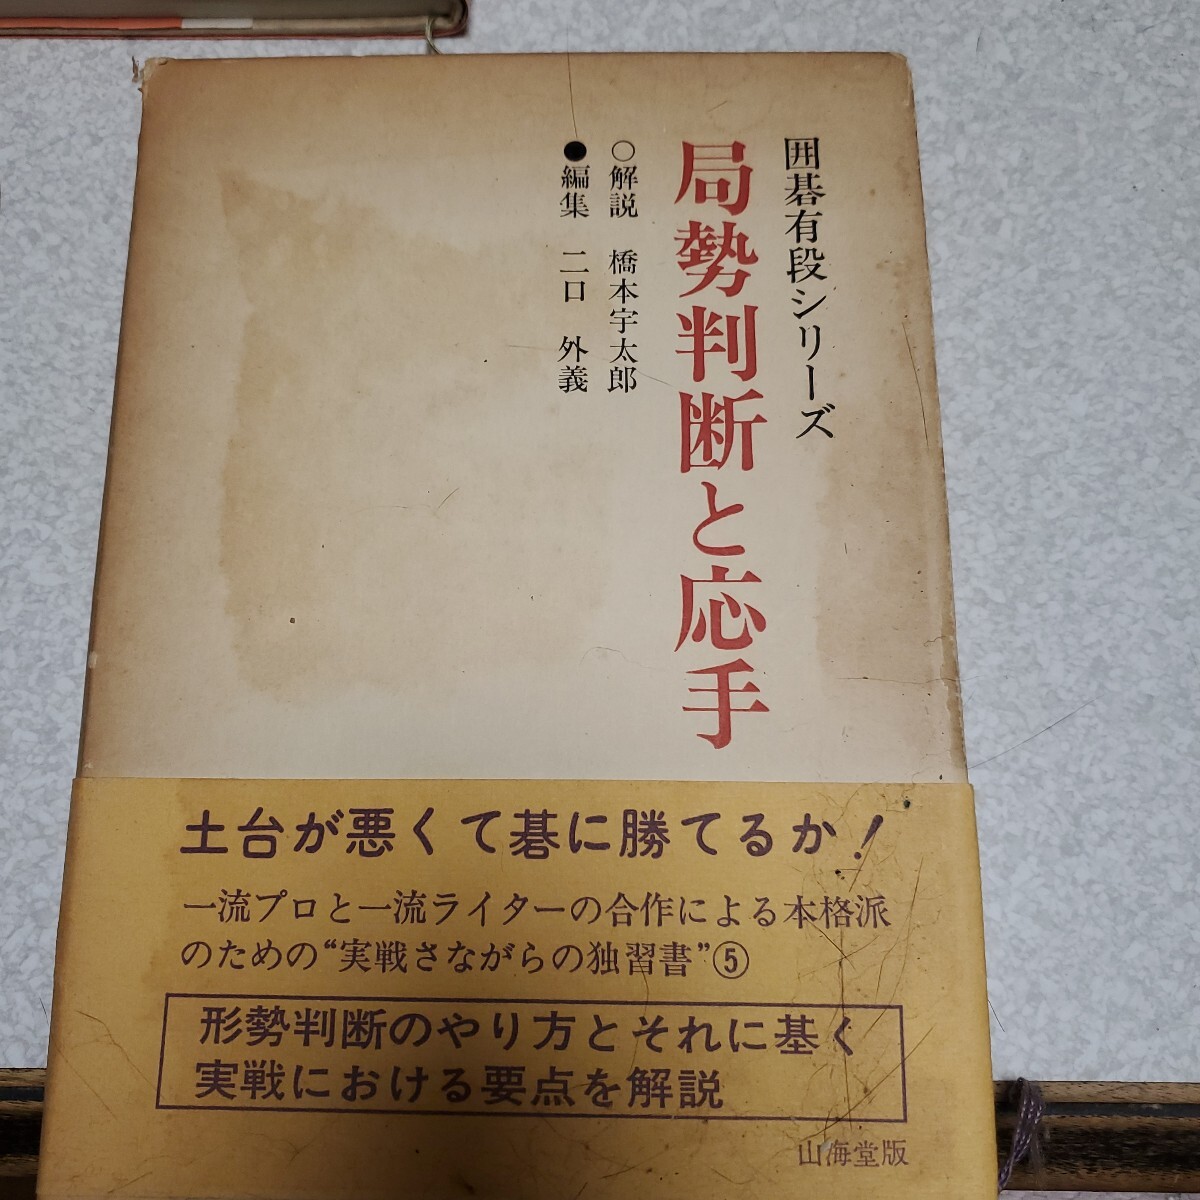 囲碁有段シリーズ
局勢判断と応手
○解説 橋本宇太郎
●編集 二口 外義
土台が悪くて碁に勝てるか!
一流プロと一流ライターの合作による本格派
のための“実戦さながらの独習書”⑤
形勢判断のやり方とそれに基く
実戦における要点を解説
山海堂版